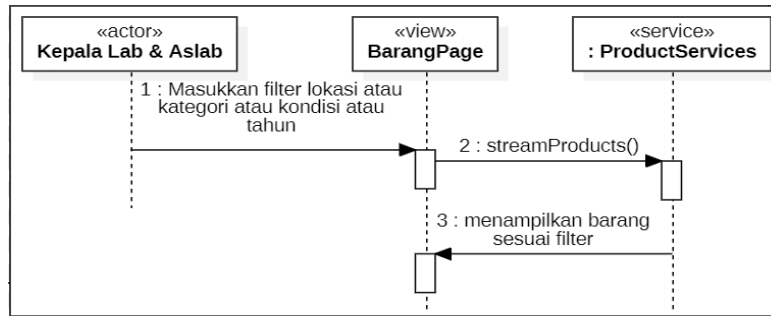 «actor»
Kepala Lab & Aslab
«view»
BarangPage
«service»
: ProductServices
1 : Masukkan filter lokasi atau
kategori atau kondisi atau
tahun
2 : streamProducts()
3 : menampilkan barang
sesuai filter